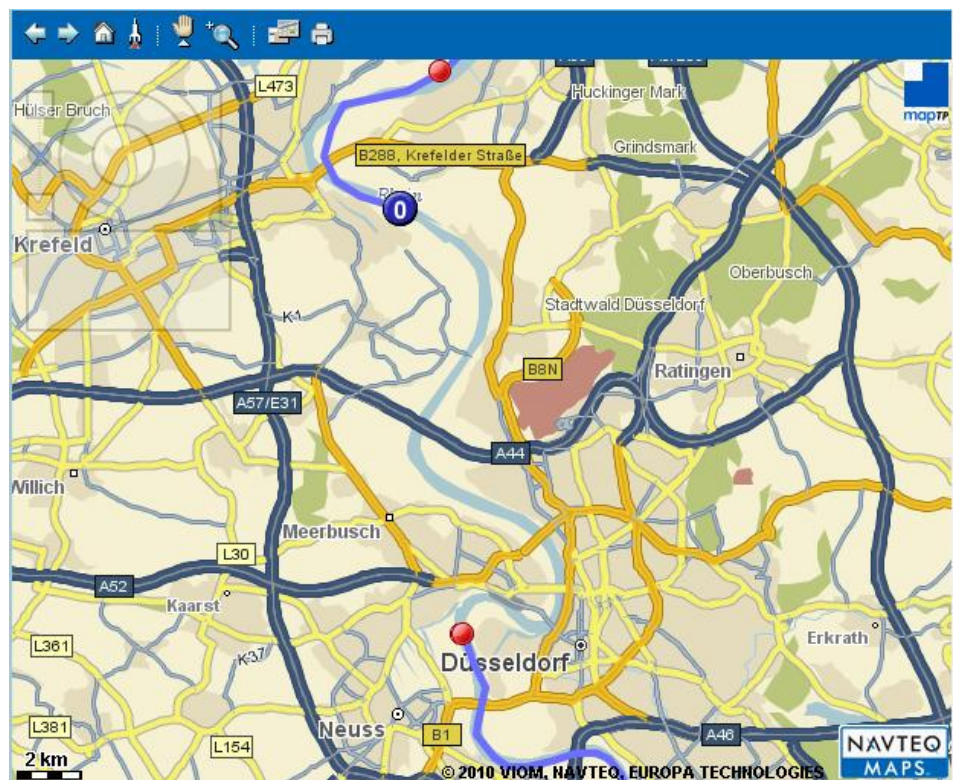 L473
Hülser Bruch
Huckinger Mark
mapTP
Grindsmark
B288, Krefelder Straße
Rhein
0
Krefeld
Oberbusch
Stadtwald Düsseldorf
K1
B8N
Ratingen
A57/E31
A44
Willich
Meerbusch
L30
A52
Kaarst
L361
Erkrath
K37
Düsseldorf
Neuss
L381
B1
A46
L154
NAVTEQ
MAPS
2 km
© 2010 VIOM, NAVTEQ, EUROPA TECHNOLOGIES